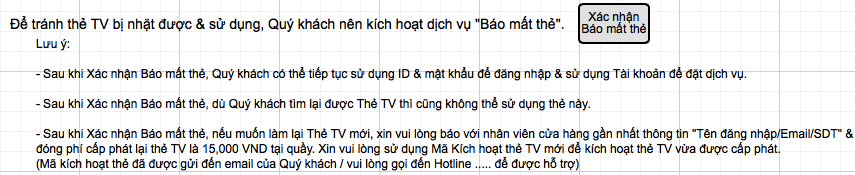 Để tránh thẻ TV bị nhặt được & sử dụng, Quý khách nên kích hoạt dịch vụ "Báo mất thẻ".
Xác nhận
Báo mất thẻ
Lưu ý:
- Sau khi Xác nhận Báo mất thẻ, Quý khách có thể tiếp tục sử dụng ID & mật khẩu để đăng nhập & sử dụng Tài khoản để đặt dịch vụ.
- Sau khi Xác nhận Báo mất thẻ, dù Quý khách tìm lại được Thẻ TV thì cũng không thể sử dụng thẻ này.
- Sau khi Xác nhận Báo mất thẻ, nếu muốn làm lại Thẻ TV mới, xin vui lòng báo với nhân viên cửa hàng gần nhất thông tin "Tên đăng nhập/Email/SDT" &
đóng phí cấp phát lại thẻ TV là 15,000 VND tại quầy. Xin vui lòng sử dụng Mã Kích hoạt thẻ TV mới để kích hoạt thẻ TV vừa được cấp phát.
(Mã kích hoạt thẻ đã được gửi đến email của Quý khách / vui lòng gọi đến Hotline ..... để được hỗ trợ)